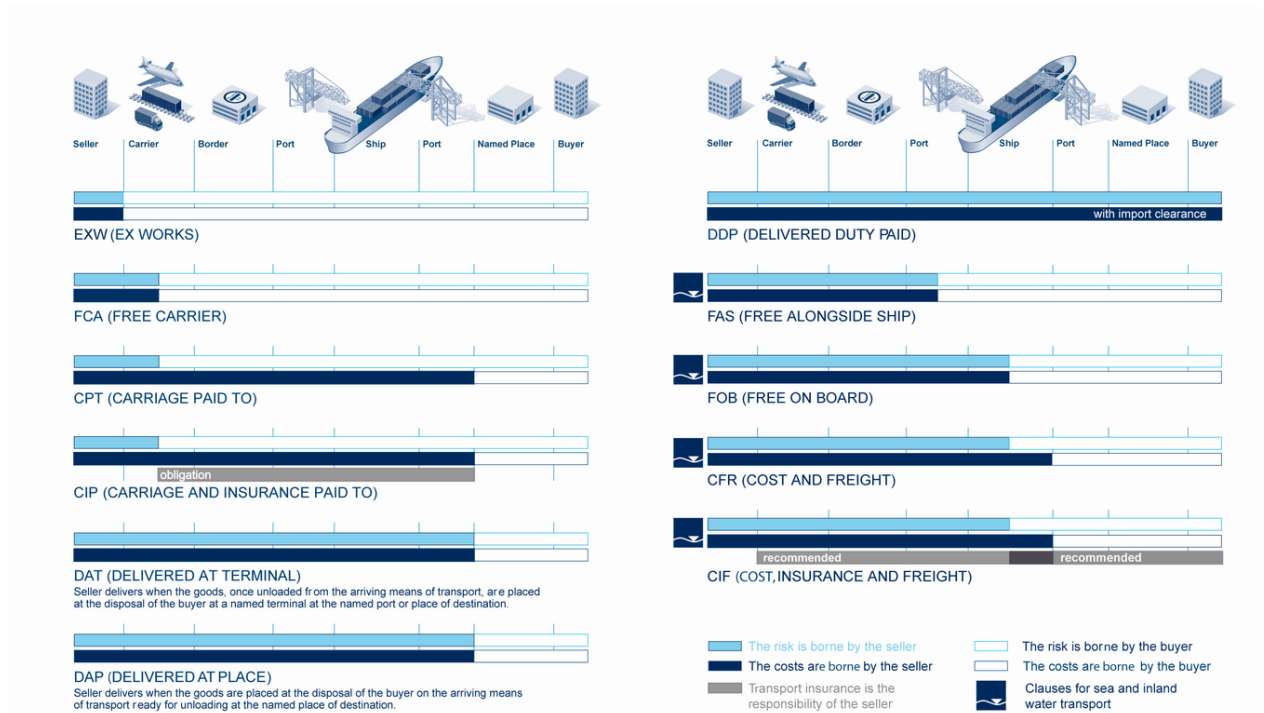 Seller Carrier Border Port Ship Port Named Place Buyer
EXW (EX WORKS)
FCA (FREE CARRIER)
CPT (CARRIAGE PAID TO)
obligation
CIP (CARRIAGE AND INSURANCE PAID TO)
DAT (DELIVERED AT TERMINAL)
Seller delivers when the goods, once unloaded from the arriving means of transport, are placed
at the disposal of the buyer at a named terminal at the named port or place of destination.
DAP (DELIVERED AT PLACE)
Seller delivers when the goods are placed at the disposal of the buyer on the arriving means
of transport ready for unloading at the named place of destination.
Seller Carrier Border Port Ship Port Named Place Buyer
with import clearance
DDP (DELIVERED DUTY PAID)
FAS (FREE ALONGSIDE SHIP)
FOB (FREE ON BOARD)
CFR (COST AND FREIGHT)
recommended recommended
CIF (COST, INSURANCE AND FREIGHT)
The risk is borne by the seller
The costs are borne by the seller
Transport insurance is the
responsibility of the seller
The risk is borne by the buyer
The costs are borne by the buyer
Clauses for sea and inland
water transport